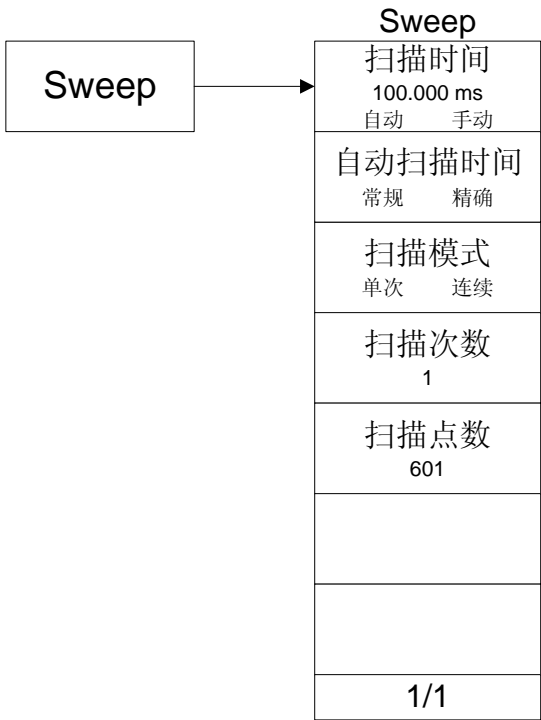 Sweep
Sweep
扫描时间
100.000 ms
自动 手动
自动扫描时间
常规 精确
扫描模式
单次 连续
扫描次数
1
扫描点数
601
1/1